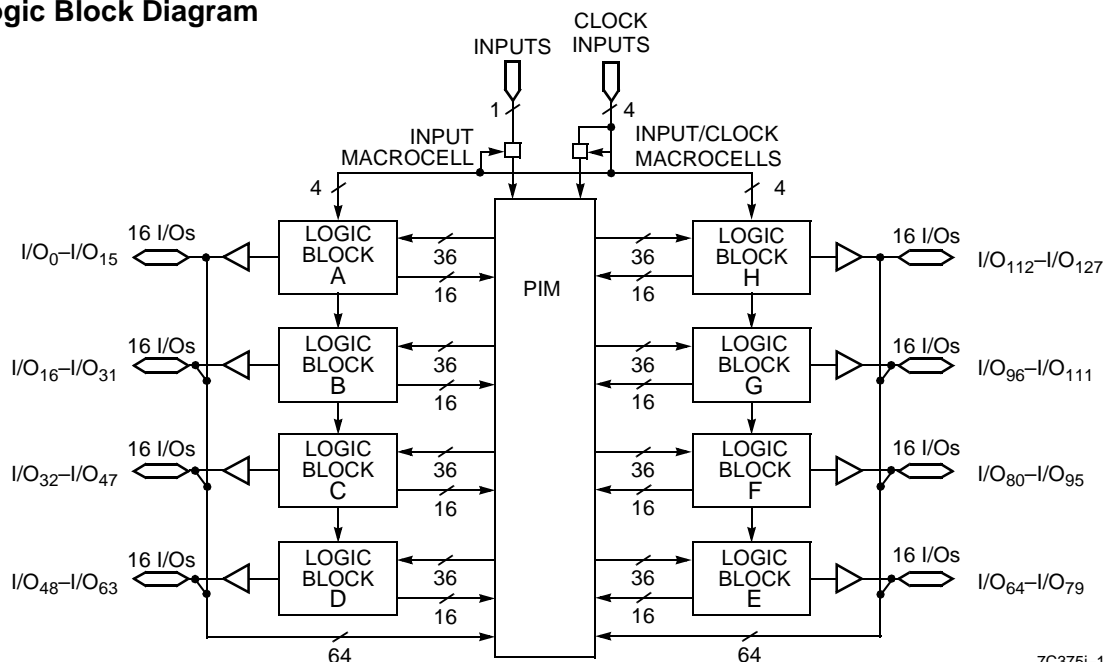 ogic Block Diagram
CLOCK
INPUTS
INPUTS
1
4
INPUT
MACROCELL
INPUT/CLOCK
MACROCELLS
4
4
PIM
I/O0–I/O15
16 I/Os
LOGIC
BLOCK
A
36
16
36
16
LOGIC
BLOCK
H
16 I/Os
I/O112–I/O127
I/O16–I/O31
16 I/Os
LOGIC
BLOCK
B
36
16
36
16
LOGIC
BLOCK
G
16 I/Os
I/O96–I/O111
I/O32–I/O47
16 I/Os
LOGIC
BLOCK
C
36
16
36
16
LOGIC
BLOCK
F
16 I/Os
I/O80–I/O95
I/O48–I/O63
16 I/Os
LOGIC
BLOCK
D
36
16
36
16
LOGIC
BLOCK
E
16 I/Os
I/O64–I/O79
64
64